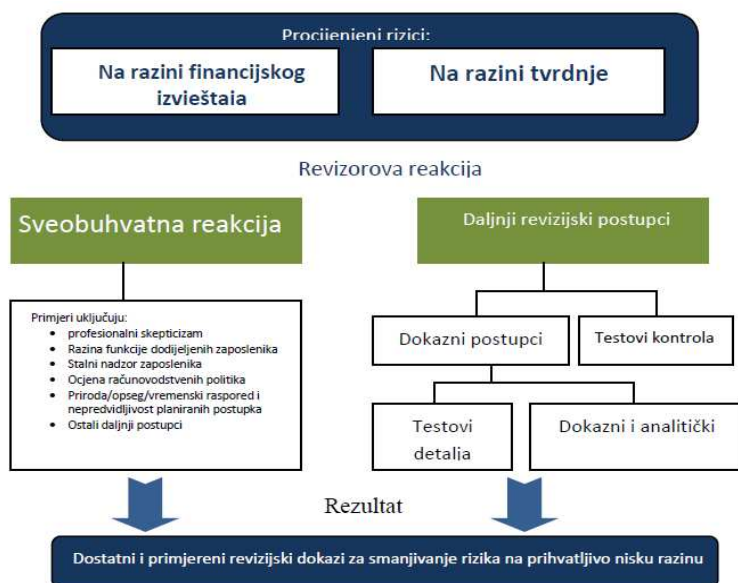 Procijenjeni rizici:
Na razini financijskog
izvještaja
Na razini tvrdnje
Revizorova reakcija
Sveobuhvatna reakcija
Daljnji revizijski postupci
Primjeri uključuju:
• profesionalni skepticizam
• Razina funkcije dodijeljenih zaposlenika
• Stalni nadzor zaposlenika
• Ocjena računovodstvenih politika
• Priroda/opseg/vremenski raspored i
nepredvidljivost planiranih postupka
• Ostali daljnji postupci
Dokazni postupci
Testovi kontrola
Testovi
detalja
Dokazni i analitički
Rezultat
Dostatni i primjereni revizijski dokazi za smanjivanje rizika na prihvatljivo nisku razinu